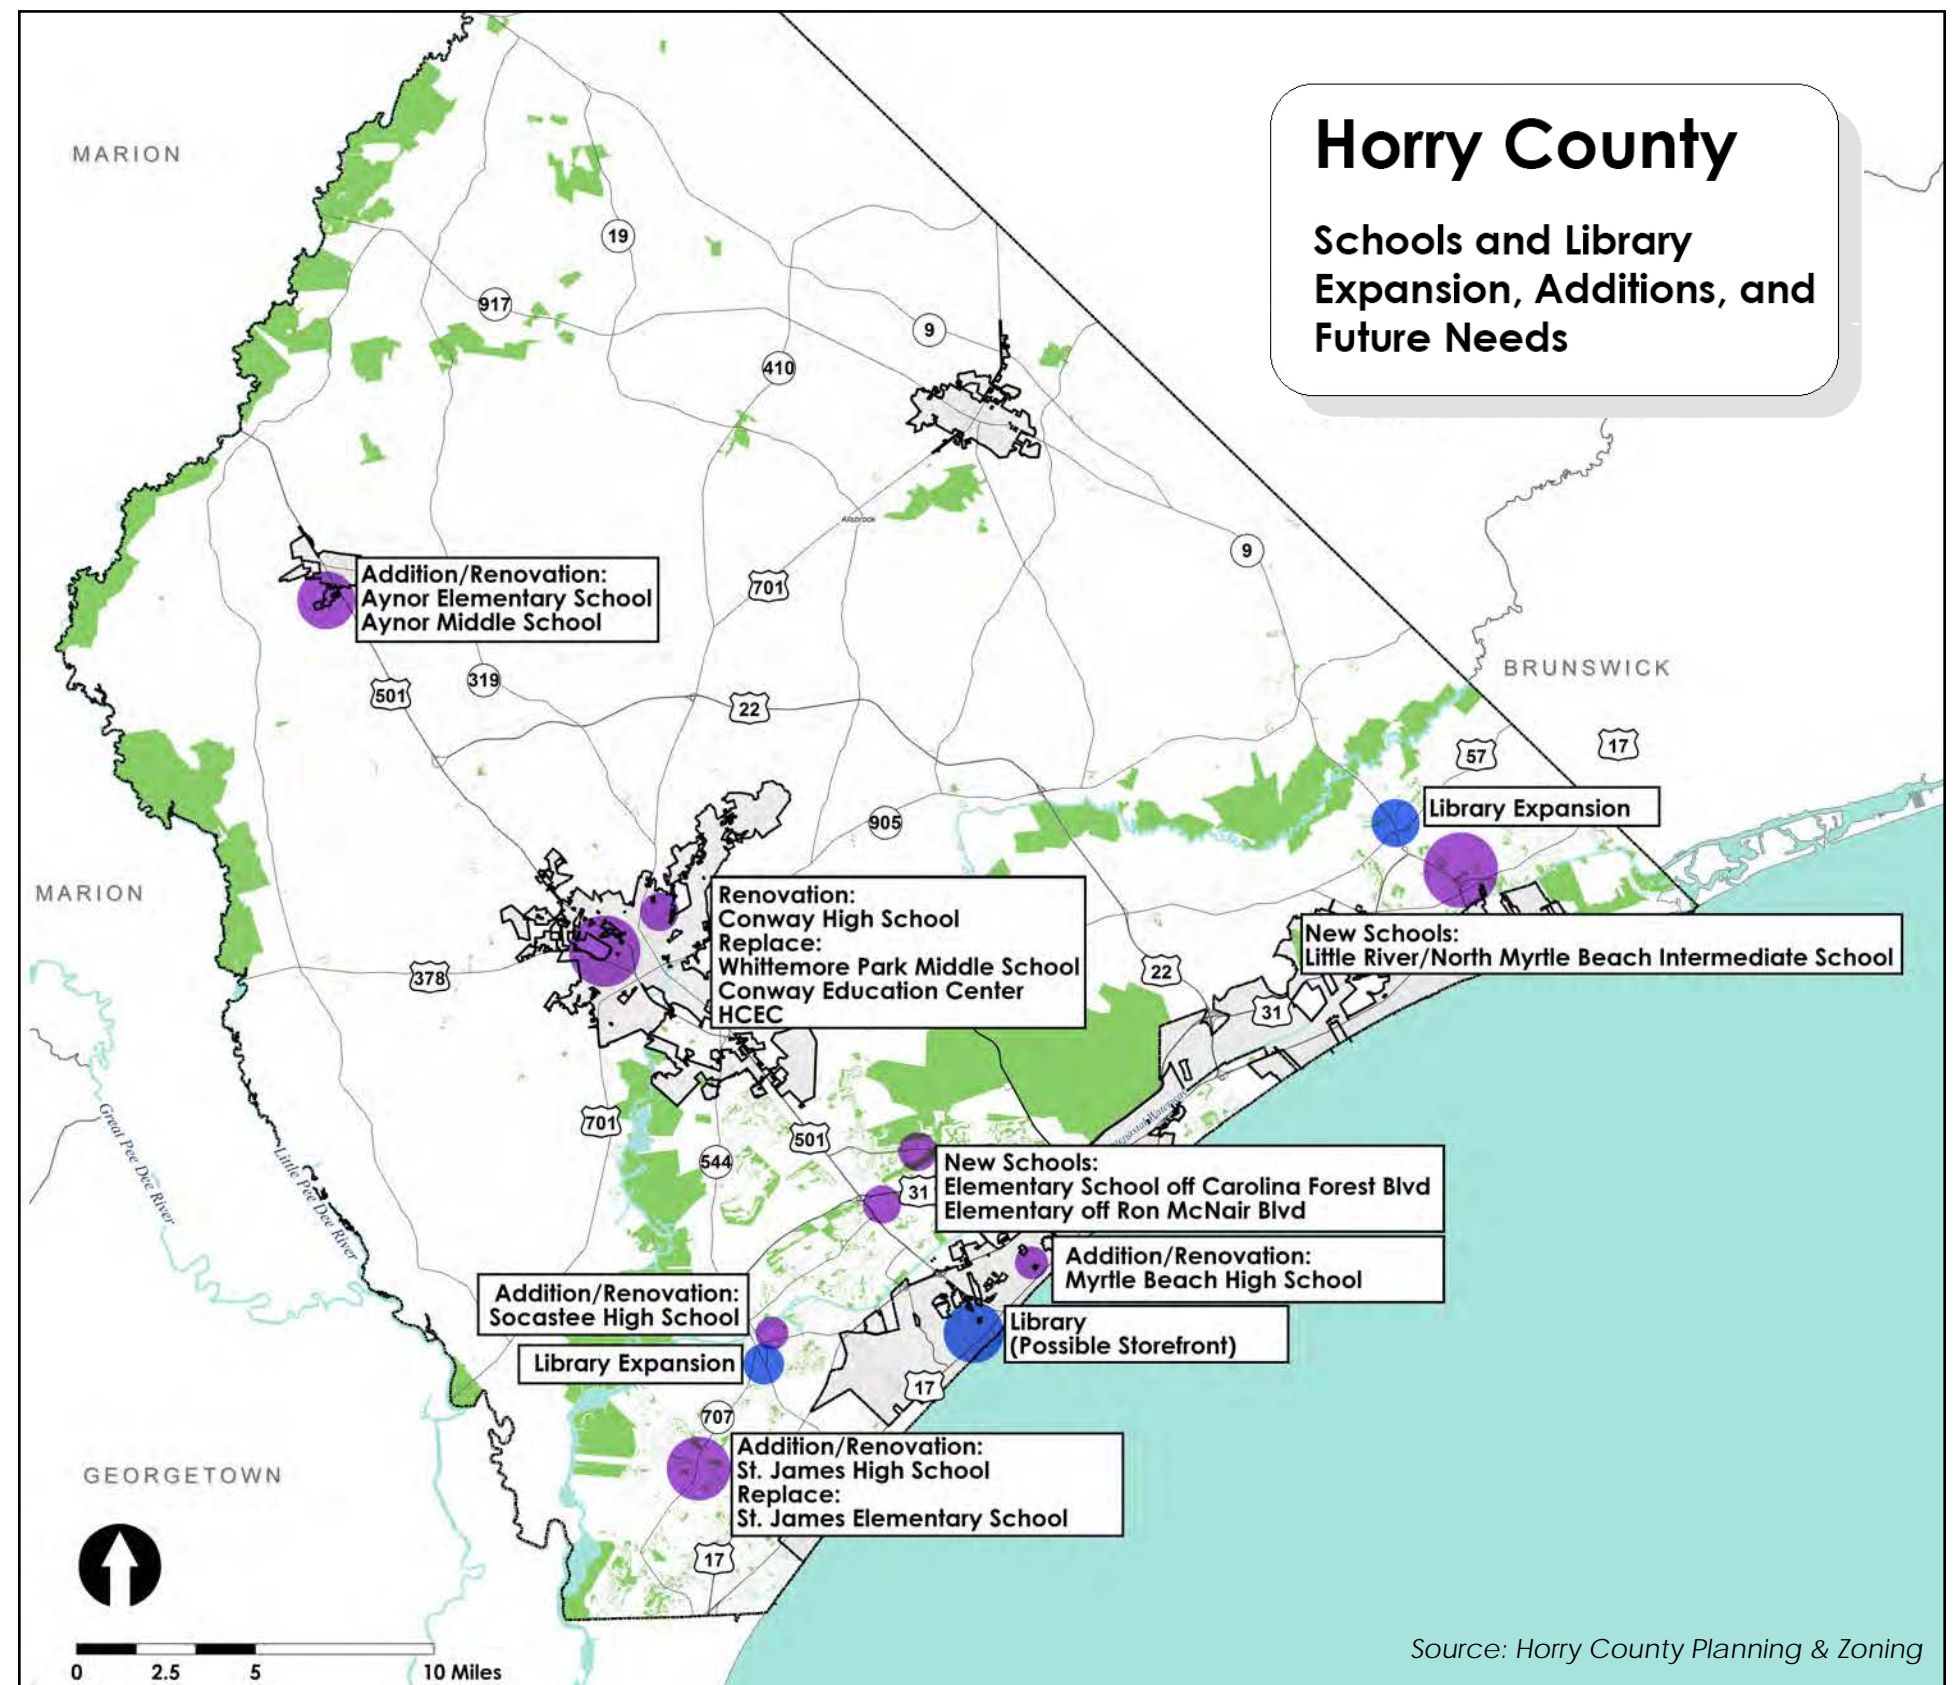 Horry County
Schools and Library
Expansion, Additions, and
Future Needs
MARION
19
917
9
410
Allsbrook
9
701
Addition/Renovation:
Aynor Elementary School
Aynor Middle School
501
319
22
BRUNSWICK
57
17
Library Expansion
905
MARION
Renovation:
Conway High School
Replace:
Whittemore Park Middle School
Conway Education Center
HCEC
New Schools:
Little River/North Myrtle Beach Intermediate School
378
22
31
Great Pee Dee River
Little Pee Dee River
701
501
544
Waterway
New Schools:
Elementary School off Carolina Forest Blvd
Elementary off Ron McNair Blvd
31
Addition/Renovation:
Myrtle Beach High School
Addition/Renovation:
Socastee High School
Library
(Possible Storefront)
Library Expansion
17
707
Addition/Renovation:
St. James High School
Replace:
St. James Elementary School
GEORGETOWN
17
0 2.5 5 10 Miles
Source: Horry County Planning & Zoning